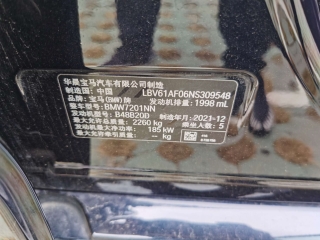 华晨宝马汽车有限公司制造
制造国：中国 LBV61AF06NS309548
品牌：宝马(BMW)牌 发动机排量：1998 mL
整车型号：BMW7201NN
发动机型号：B48B20D 制造年月：2021-12
最大允许总质量：2260 kg 乘坐人数：5
发动机最大净功率：185 kW
kg